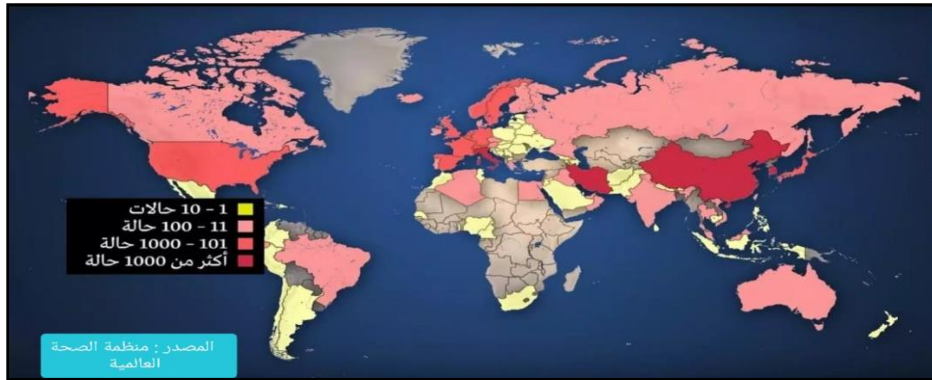 1 - 10 حالات
11 - 100 حالة
101 - 1000 حالة
أكثر من 1000 حالة
المصدر : منظمة الصحة
العالمية